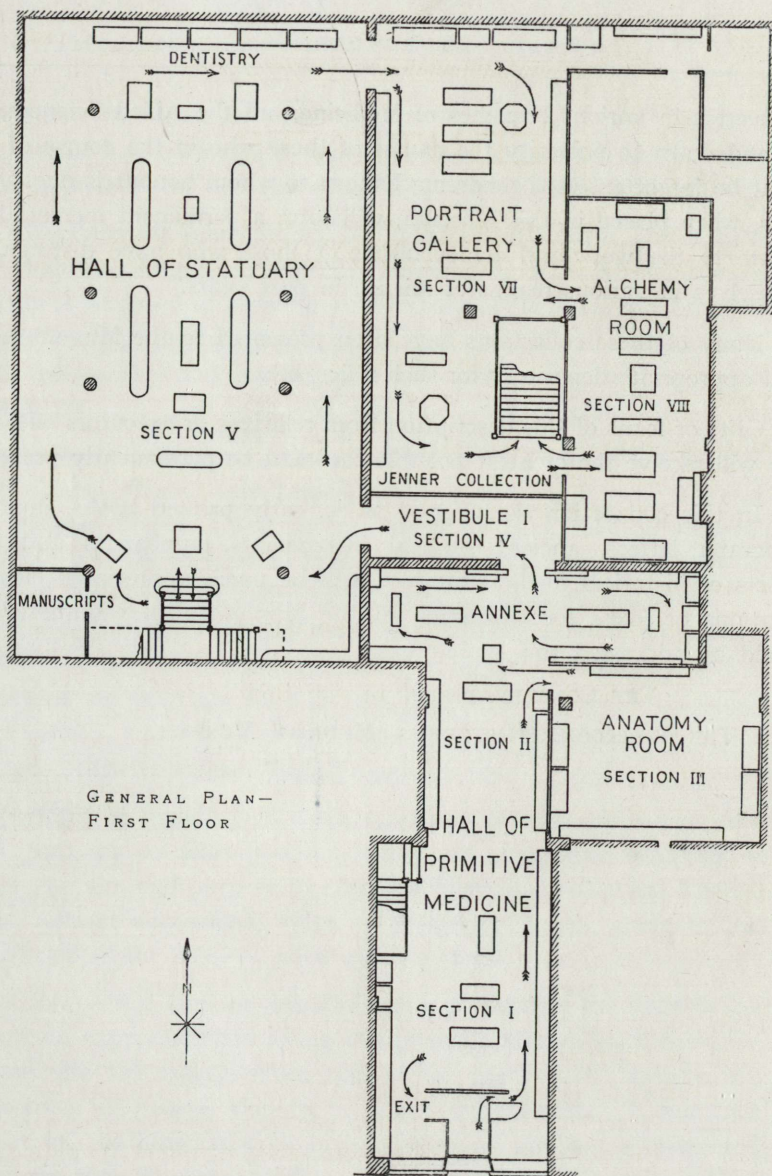 DENTISTRY
HALL OF STATUARY
SECTION V
MANUSCRIPTS
PORTRAIT
GALLERY
SECTION VII
JENNER COLLECTION
ALCHEMY
ROOM
SECTION VIII
VESTIBULE I
SECTION IV
ANNEXE
SECTION II
ANATOMY
ROOM
SECTION III
GENERAL PLAN—
FIRST FLOOR
HALL OF
PRIMITIVE
MEDICINE
N
SECTION I
EXIT